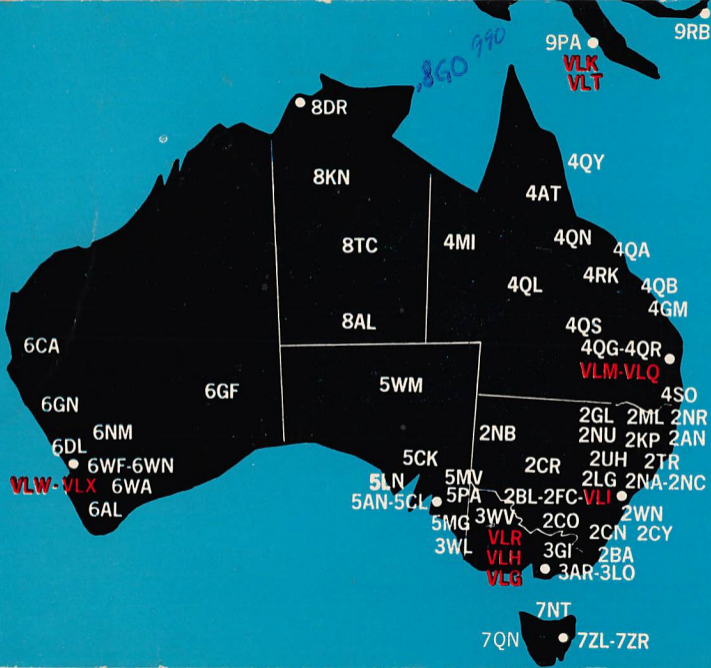 9RB
9PA
VLK
VLT
8GO 990
8DR
8KN
8TC
8AL
4QY
4AT
4MI
4QN
4QA
4QL
4RK
4QB
4GM
4QS
4QG-4QR
VLM-VLQ
4SO
6CA
6GN
6GF
6NM
6DL
6WF-6WN
VLW-VLX
6WA
6AL
5WM
5CK
5LN
5MV
5AN-5CL
5PA
5MG
2NB
2GL
2ML
2NR
2NU
2KP
2AN
2CR
2UH
2TR
2LG
2NA-2NC
2BL-2FC-VLI
2WN
2CO
2CN
2CY
2BA
3WV
3WL
VLR
VLH
VLG
3GI
3AR-3LO
7NT
7QN
7ZL-7ZR